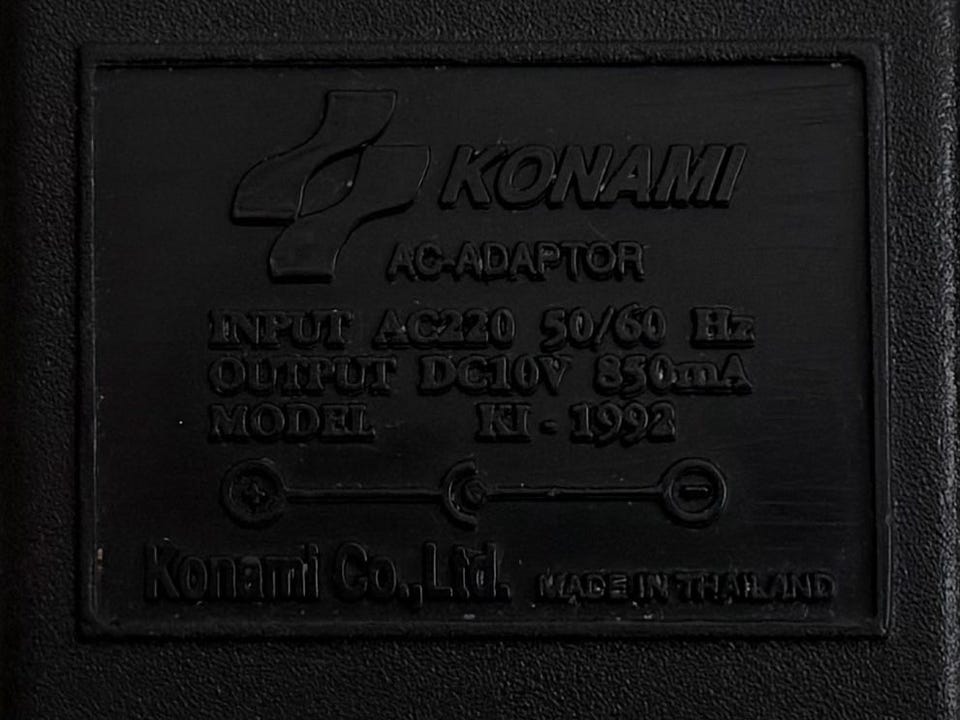 KONAMI
AC-ADAPTOR
INPUT AC220 50/60 Hz
OUTPUT DC10V 850mA
MODEL KI - 1992
+ -
Konami Co.,Ltd. MADE IN THAILAND